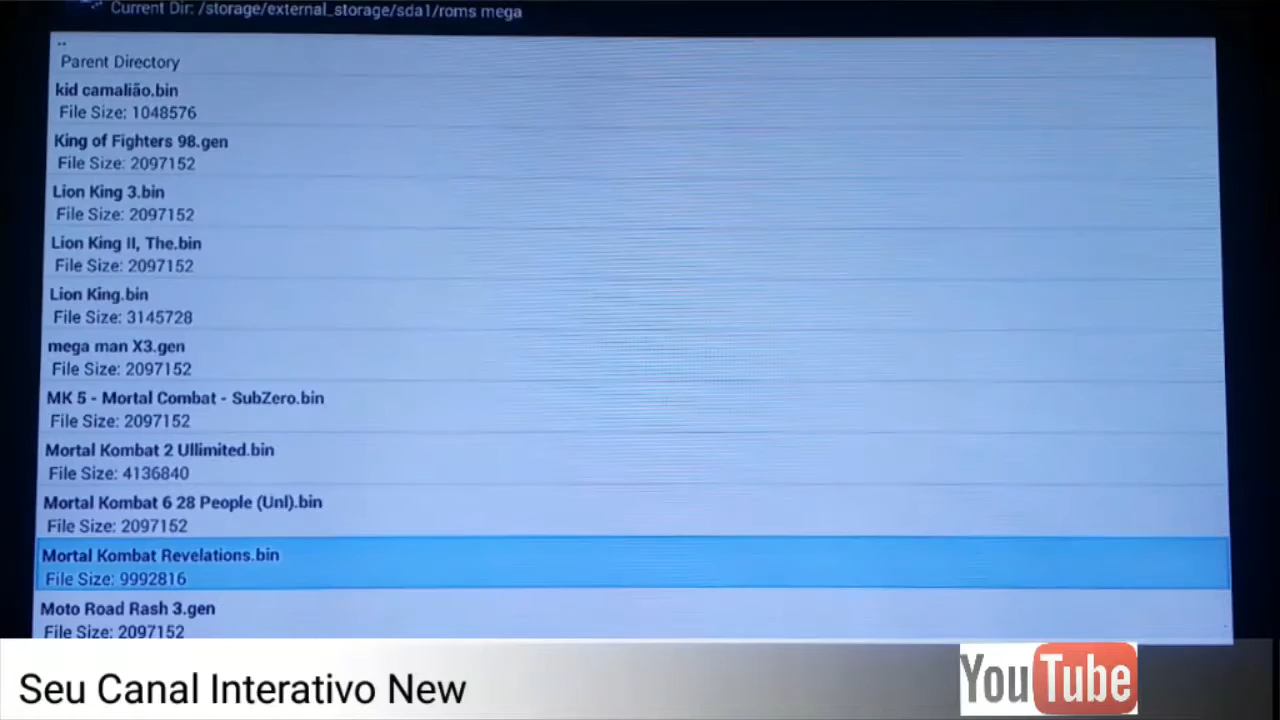 Current Dir: /storage/external_storage/sda1/roms mega
..
Parent Directory
kid camalião.bin
File Size: 1048576
King of Fighters 98.gen
File Size: 2097152
Lion King 3.bin
File Size: 2097152
Lion King II, The.bin
File Size: 2097152
Lion King.bin
File Size: 3145728
mega man X3.gen
File Size: 2097152
MK 5 - Mortal Combat - SubZero.bin
File Size: 2097152
Mortal Kombat 2 Ullimited.bin
File Size: 4136840
Mortal Kombat 6 28 People (Unl).bin
File Size: 2097152
Mortal Kombat Revelations.bin
File Size: 9992816
Moto Road Rash 3.gen
File Size: 2097152
Seu Canal Interativo New
YouTube